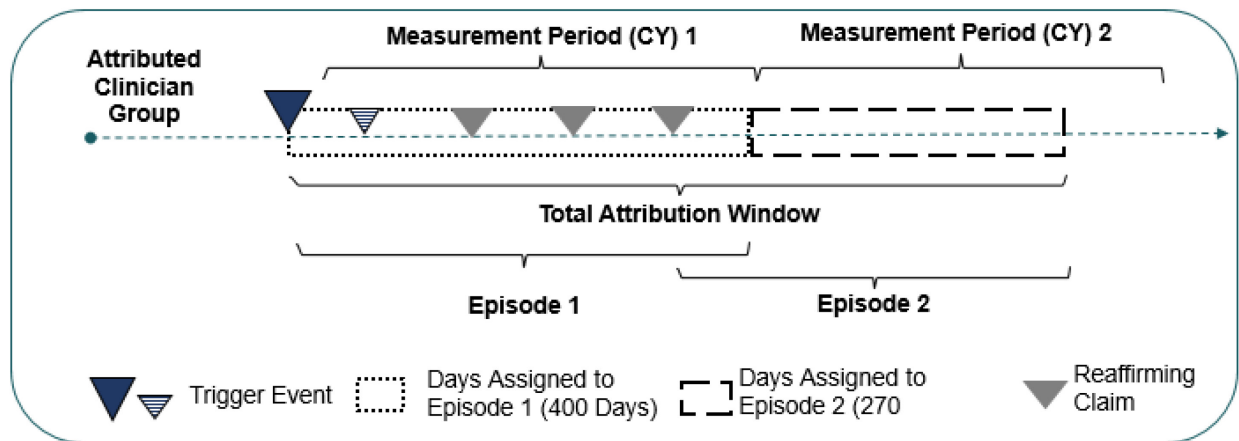 Measurement Period (CY) 1
Measurement Period (CY) 2
Attributed
Clinician
Group
Total Attribution Window
Episode 1
Episode 2
Trigger Event
Days Assigned to
Episode 1 (400 Days)
Days Assigned to
Episode 2 (270
Reaffirming
Claim